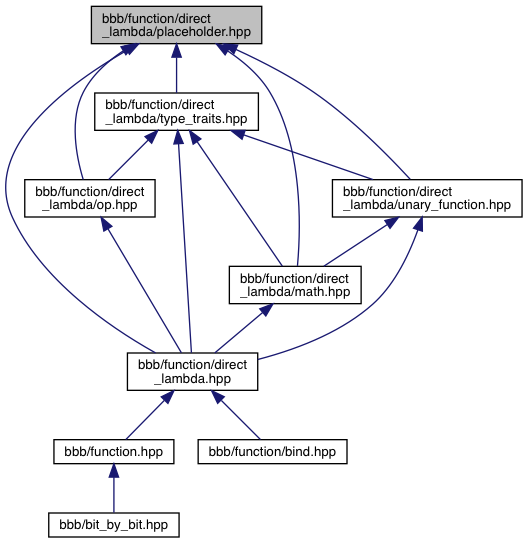 bbb/function/direct
_lambda/placeholder.hpp
bbb/function/direct
_lambda/type_traits.hpp
bbb/function/direct
_lambda/op.hpp
bbb/function/direct
_lambda/unary_function.hpp
bbb/function/direct
_lambda/math.hpp
bbb/function/direct
_lambda.hpp
bbb/function.hpp
bbb/function/bind.hpp
bbb/bit_by_bit.hpp